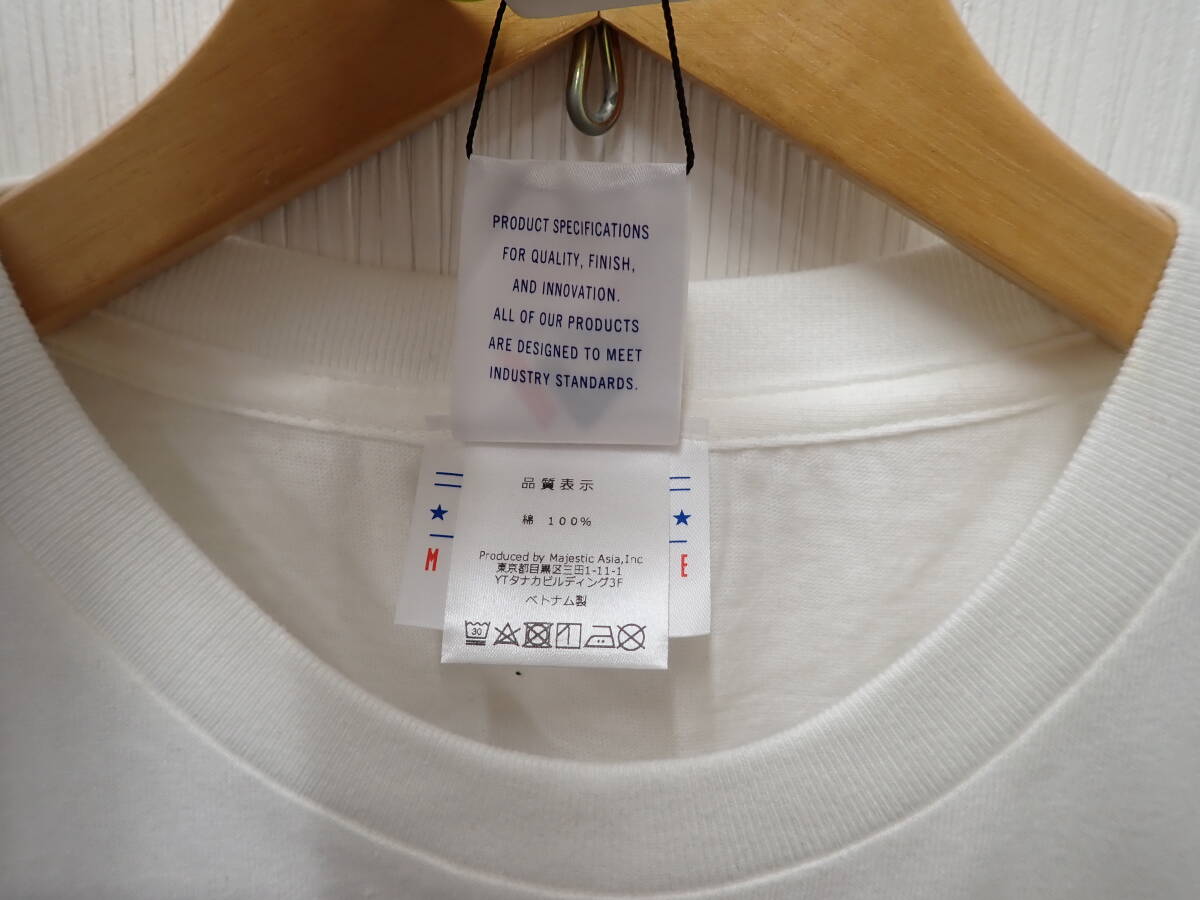 PRODUCT SPECIFICATIONS
FOR QUALITY, FINISH,
AND INNOVATION.
ALL OF OUR PRODUCTS
ARE DESIGNED TO MEET
INDUSTRY STANDARDS.
品質表示
綿 100%
M
E
Produced by Majestic Asia,Inc
東京都目黒区三田1-11-1
YTタナカビルディング3F
ベトナム製
30